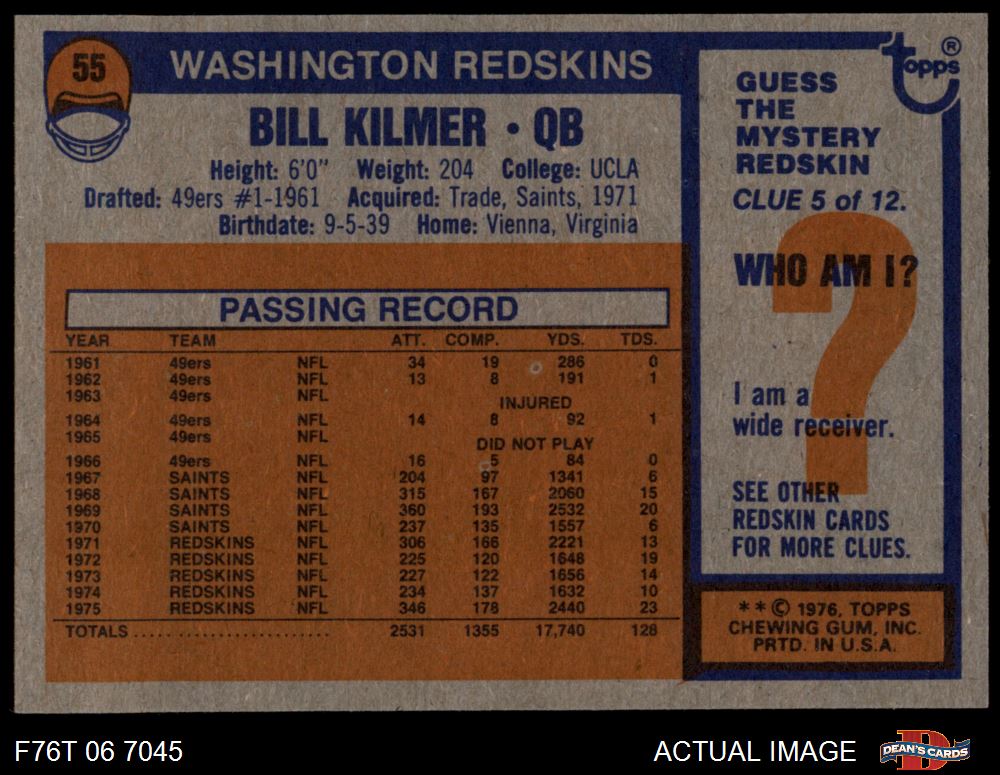 55
WASHINGTON REDSKINS
BILL KILMER • QB
Height: 6'0" Weight: 204 College: UCLA
Drafted: 49ers #1-1961 Acquired: Trade, Saints, 1971
Birthdate: 9-5-39 Home: Vienna, Virginia
PASSING RECORD
YEAR TEAM ATT. COMP. YDS. TDS.
1961 49ers NFL 34 19 286 0
1962 49ers NFL 13 8 191 1
1963 49ers NFL INJURED
1964 49ers NFL 14 8 92 1
1965 49ers NFL DID NOT PLAY
1966 49ers NFL 16 5 84 0
1967 SAINTS NFL 204 97 1341 6
1968 SAINTS NFL 315 167 2060 15
1969 SAINTS NFL 360 193 2532 20
1970 SAINTS NFL 237 135 1557 6
1971 REDSKINS NFL 306 166 2221 13
1972 REDSKINS NFL 225 120 1648 19
1973 REDSKINS NFL 227 122 1656 14
1974 REDSKINS NFL 234 137 1632 10
1975 REDSKINS NFL 346 178 2440 23
TOTALS ........................ 2531 1355 17,740 128
topps ®
GUESS
THE
MYSTERY
REDSKIN
CLUE 5 of 12.
WHO AM I?
?
I am a
wide receiver.
SEE OTHER
REDSKIN CARDS
FOR MORE CLUES.
* * © 1976, TOPPS
CHEWING GUM, INC.
PRTD. IN U.S.A.
F76T 06 7045
ACTUAL IMAGE
D
DEAN'S CARDS